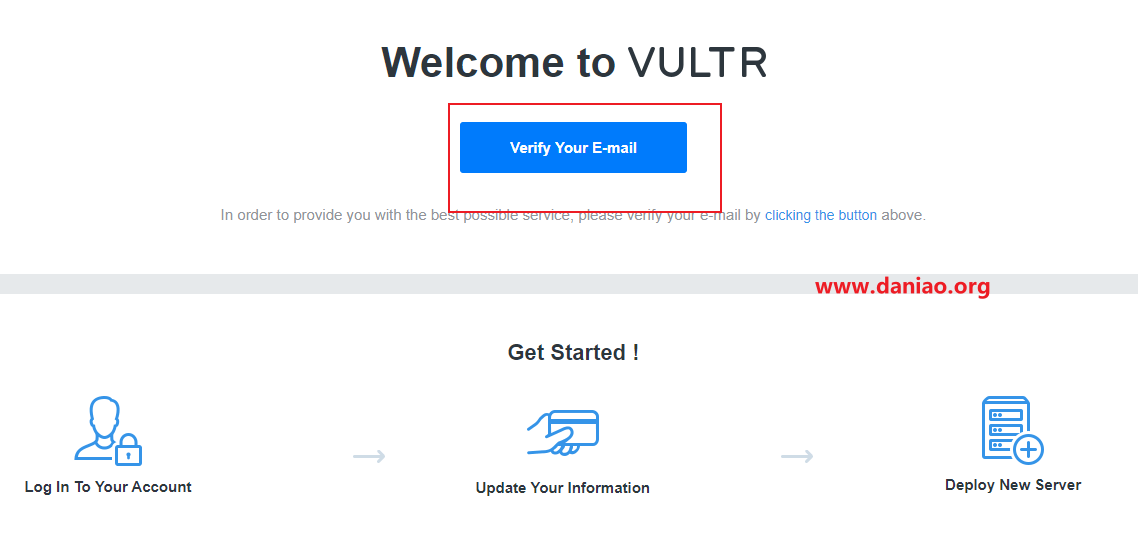 Welcome to VULTR
Verify Your E-mail
In order to provide you with the best possible service, please verify your e-mail by clicking the button above.
www.daniao.org
Get Started !
Log In To Your Account
Update Your Information
Deploy New Server